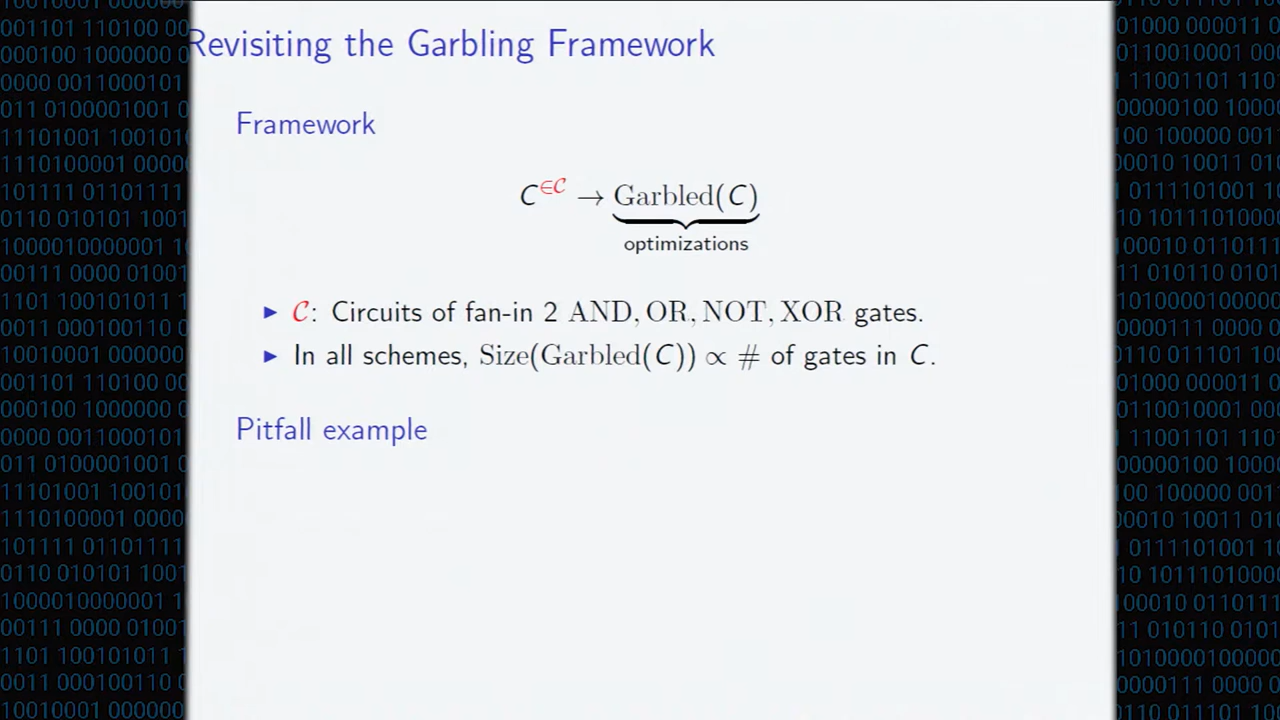 Revisiting the Garbling Framework
Framework
C^{∈𝒞} → Garbled(C)
optimizations
▶ 𝒞: Circuits of fan-in 2 AND, OR, NOT, XOR gates.
▶ In all schemes, Size(Garbled(C)) ∝ # of gates in C.
Pitfall example